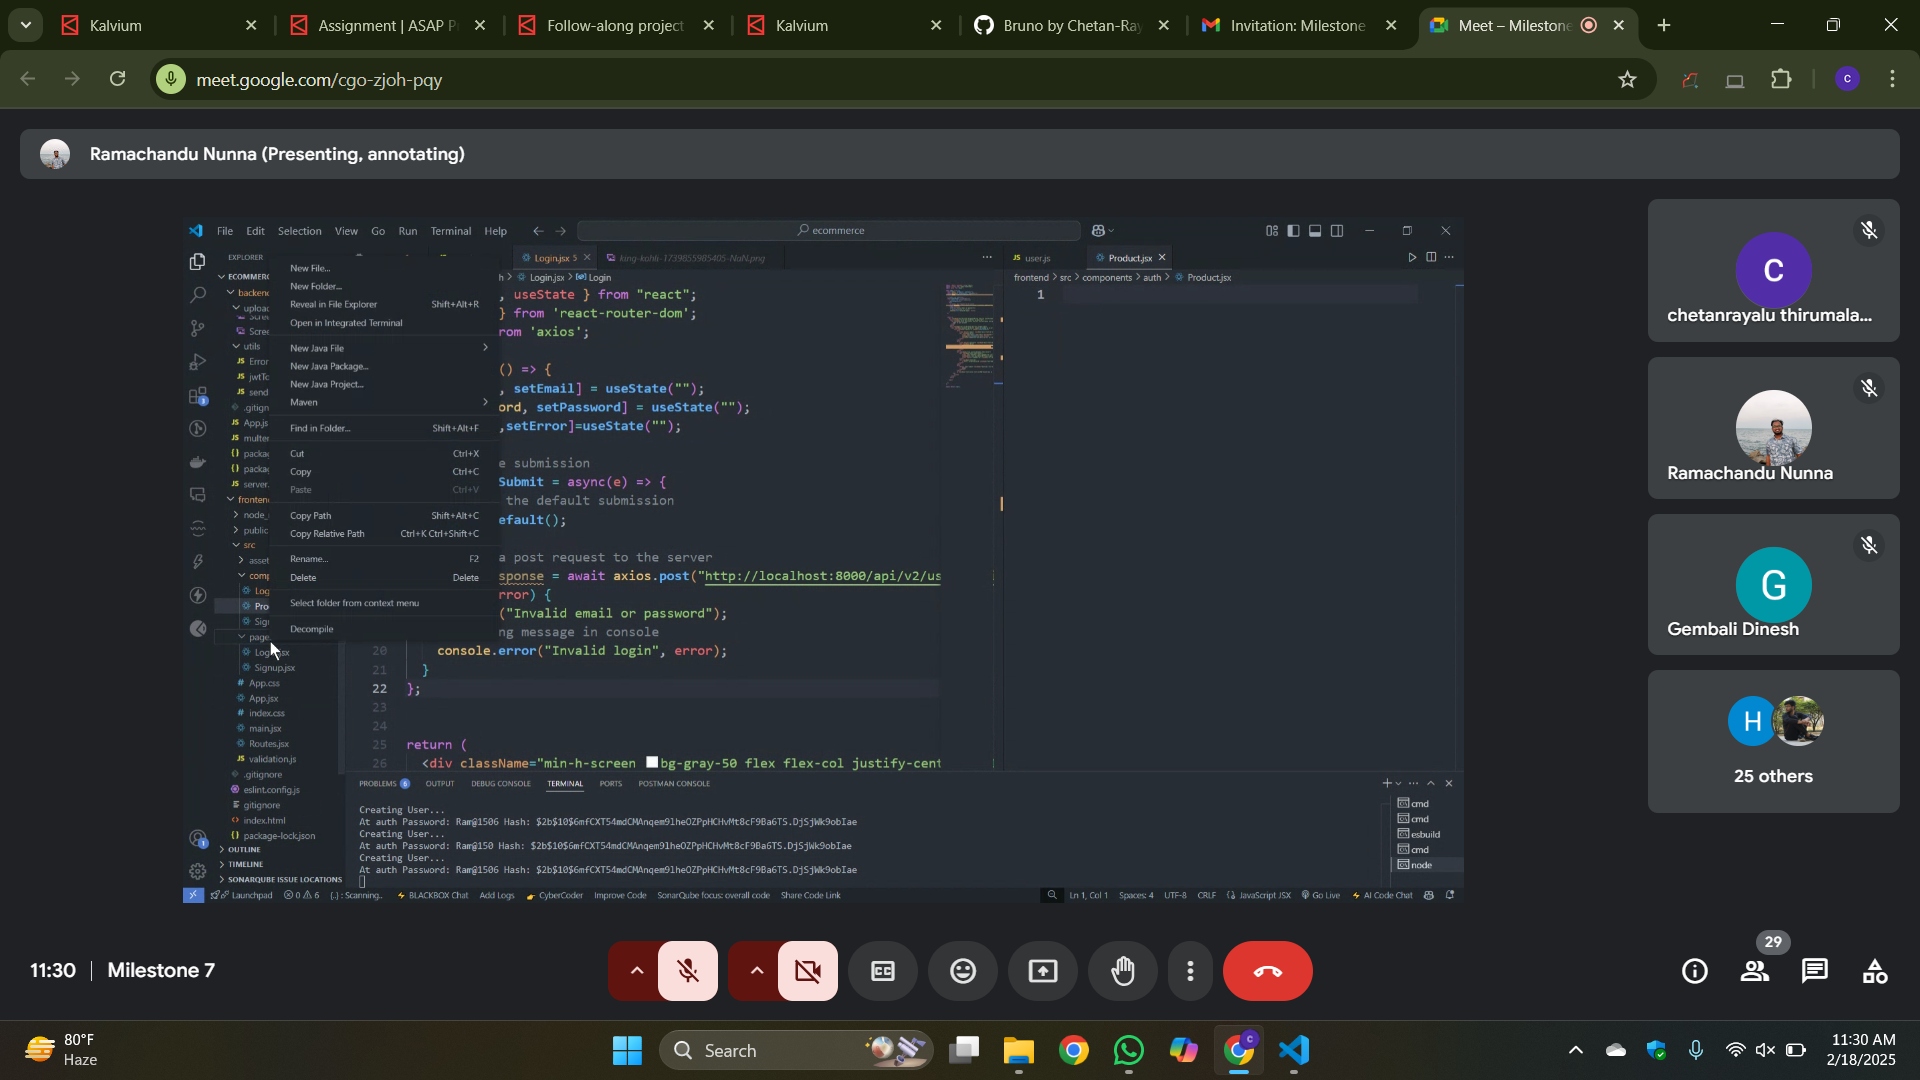 Kalvium
Assignment | ASAP P
Follow-along project
Kalvium
Bruno by Chetan-Ray
Invitation: Milestone
Meet – Milestone
meet.google.com/cgo-zjoh-pqy
C
Ramachandu Nunna (Presenting, annotating)
File Edit Selection View Go Run Terminal Help
ecommerce
EXPLORER
Login.jsx 5
king-kohli-1739855985405-NaN.png
user.js
Product.jsx
Login.jsx > Login
frontend > src > components > auth > Product.jsx
ECOMMERC
backend
upload
Scree
utils
Error
jwtTo
send
.gitign
App.js
multer
packa
packa
server.
frontend
node_
public
src
asset
comp
Log
Pro
Sig
page
Signup.jsx
App.css
App.jsx
index.css
main.jsx
Routes.jsx
validation.js
.gitignore
eslint.config.js
gitignore
index.html
package-lock.json
OUTLINE
TIMELINE
SONARQUBE ISSUE LOCATIONS
New File...
New Folder...
Reveal in File Explorer Shift+Alt+R
Open in Integrated Terminal
New Java File
New Java Package...
New Java Project...
Maven
Find in Folder... Shift+Alt+F
Cut Ctrl+X
Copy Ctrl+C
Paste Ctrl+V
Copy Path Shift+Alt+C
Copy Relative Path Ctrl+K Ctrl+Shift+C
Rename... F2
Delete Delete
Select folder from context menu
Decompile
, useState } from "react";
} from 'react-router-dom';
rom 'axios';
() => {
, setEmail] = useState("");
ord, setPassword] = useState("");
,setError]=useState("");
e submission
Submit = async(e) => {
the default submission
efault();
a post request to the server
sponse = await axios.post("http://localhost:8000/api/v2/us
rror) {
("Invalid email or password");
ng message in console
20 console.error("Invalid login", error);
21 }
22 };
23
24
25 return (
26 <div className="min-h-screen bg-gray-50 flex flex-col justify-cent
1
PROBLEMS 6 OUTPUT DEBUG CONSOLE TERMINAL PORTS POSTMAN CONSOLE
Creating User...
At auth Password: Ram@1506 Hash: $2b$10$6mfCXT54mdCMAnqem9lheOZPpHCHvMt8cF9Ba6TS.DjSjWk9obIae
Creating User...
At auth Password: Ram@150 Hash: $2b$10$6mfCXT54mdCMAnqem9lheOZPpHCHvMt8cF9Ba6TS.DjSjWk9obIae
Creating User...
At auth Password: Ram@1506 Hash: $2b$10$6mfCXT54mdCMAnqem9lheOZPpHCHvMt8cF9Ba6TS.DjSjWk9obIae
cmd
cmd
esbuild
cmd
node
Launchpad 0 6 {..} : Scanning.. BLACKBOX Chat Add Logs CyberCoder Improve Code SonarQube focus: overall code Share Code Link
Ln 1, Col 1 Spaces: 4 UTF-8 CRLF JavaScript JSX Go Live AI Code Chat
C
chetanrayalu thirumala...
Ramachandu Nunna
G
Gembali Dinesh
H
25 others
11:30 | Milestone 7
29
80°F
Haze
Search
11:30 AM
2/18/2025